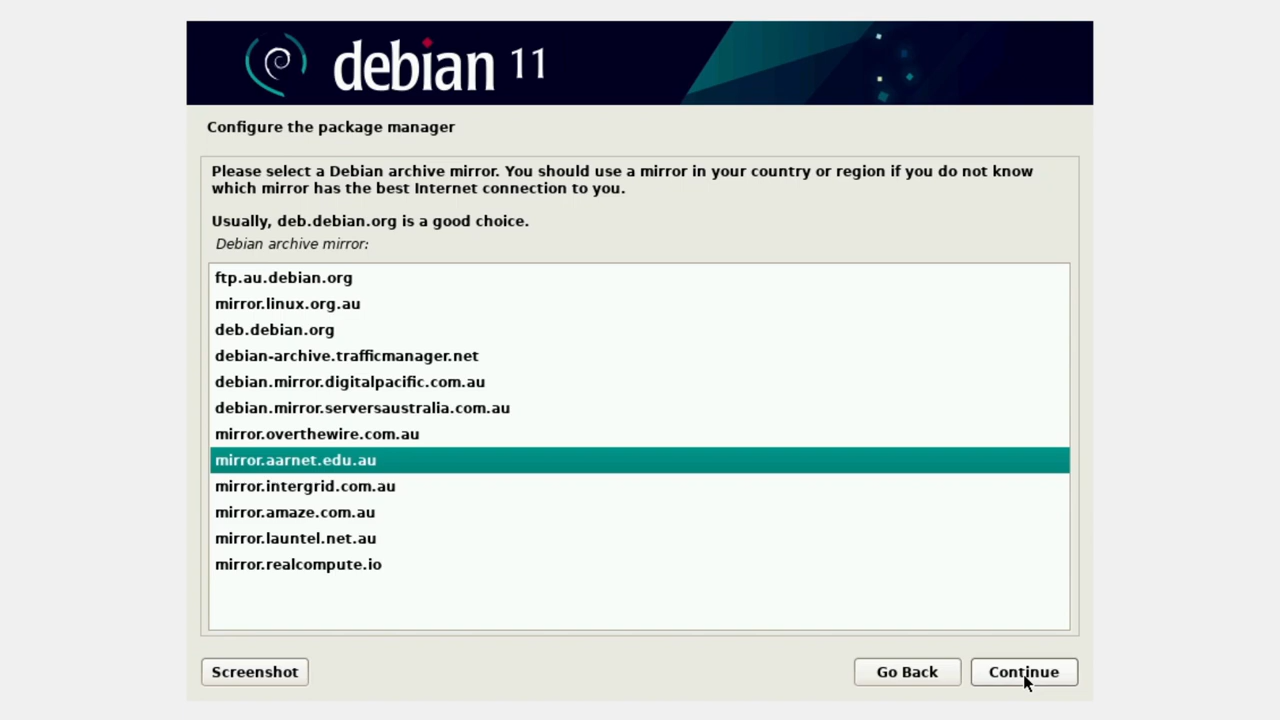 debian 11
Configure the package manager
Please select a Debian archive mirror. You should use a mirror in your country or region if you do not know
which mirror has the best Internet connection to you.
Usually, deb.debian.org is a good choice.
Debian archive mirror:
ftp.au.debian.org
mirror.linux.org.au
deb.debian.org
debian-archive.trafficmanager.net
debian.mirror.digitalpacific.com.au
debian.mirror.serversaustralia.com.au
mirror.overthewire.com.au
mirror.aarnet.edu.au
mirror.intergrid.com.au
mirror.amaze.com.au
mirror.launtel.net.au
mirror.realcompute.io
Screenshot Go Back Continue